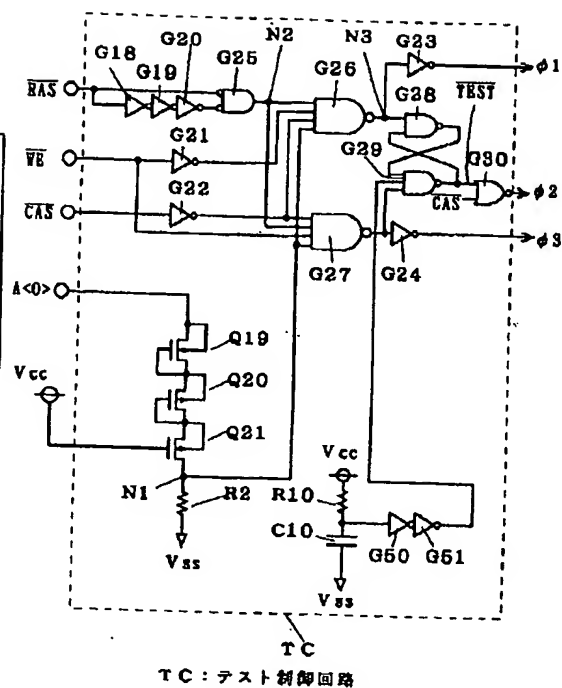 G18
G19
G20
G25
N2
N3
G23
φ1
RAS
G26
G28
TEST
WE
G21
G29
G30
G22
CAS
CAS
φ2
φ3
G24
G27
A<0>
Q19
Q20
Vcc
Q21
Vcc
N1
R2
R10
C10
G50
G51
Vss
Vss
TC
TC:テスト制御回路